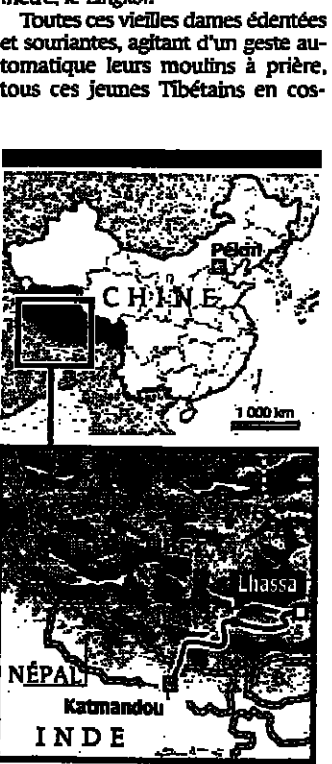 Toutes ces vieilles dames édentées
et souriantes, agitant d'un geste au-
tomatique leurs moulins à prière,
tous ces jeunes Tibétains en cos-
Pékin
CHINE
1 000 km
Lhassa
NÉPAL
Katmandou
INDE